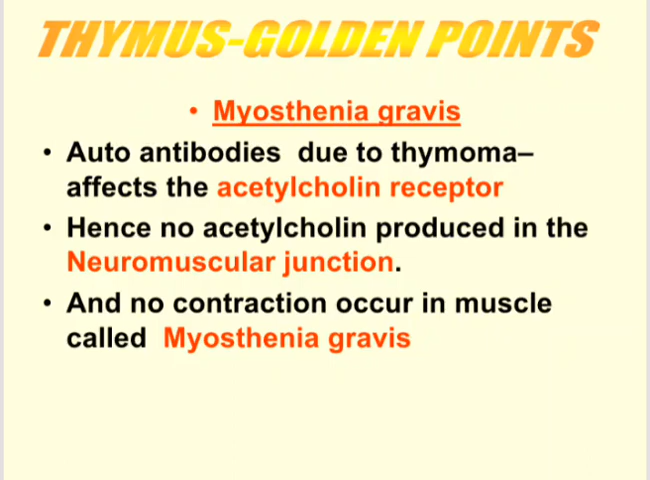 THYMUS-GOLDEN POINTS
• Myosthenia gravis
• Auto antibodies due to thymoma–
affects the acetylcholin receptor
• Hence no acetylcholin produced in the
Neuromuscular junction.
• And no contraction occur in muscle
called Myosthenia gravis